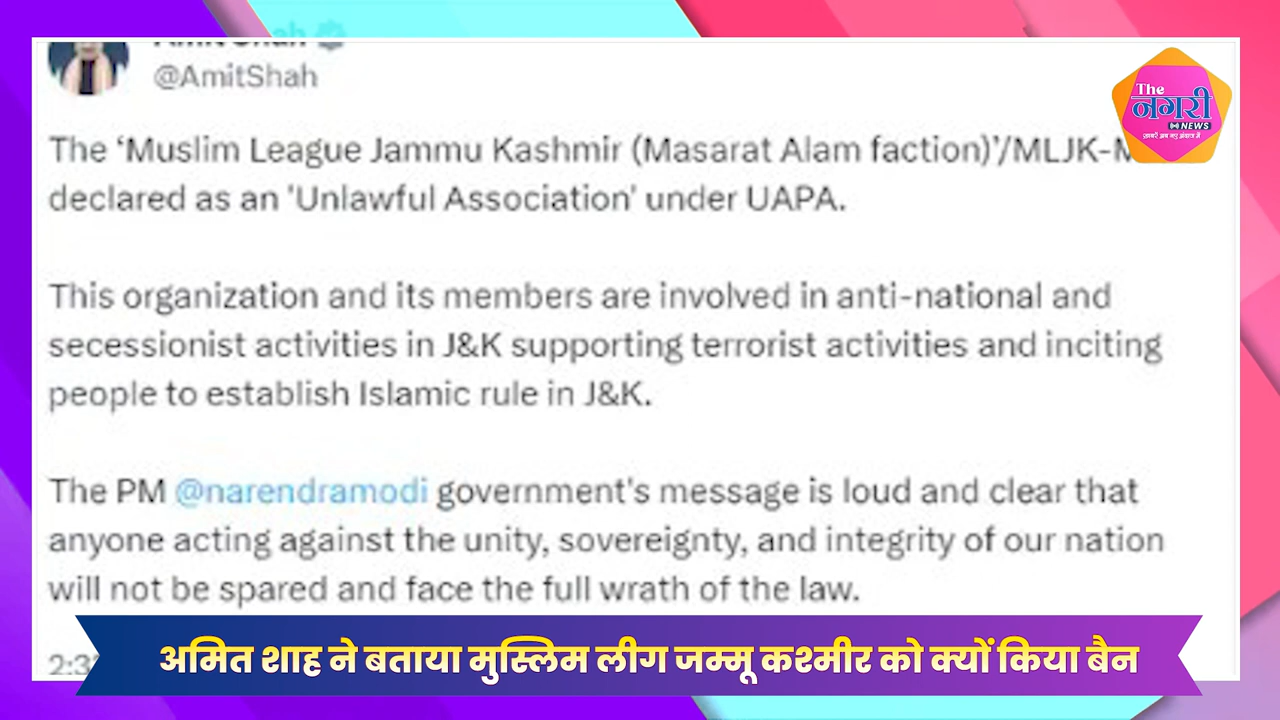 @AmitShah
The
नगरी
NEWS
The ‘Muslim League Jammu Kashmir (Masarat Alam faction)’/MLJK-M
declared as an 'Unlawful Association' under UAPA.
This organization and its members are involved in anti-national and
secessionist activities in J&K supporting terrorist activities and inciting
people to establish Islamic rule in J&K.
The PM @narendramodi government's message is loud and clear that
anyone acting against the unity, sovereignty, and integrity of our nation
will not be spared and face the full wrath of the law.
अमित शाह ने बताया मुस्लिम लीग जम्मू कश्मीर को क्यों किया बैन